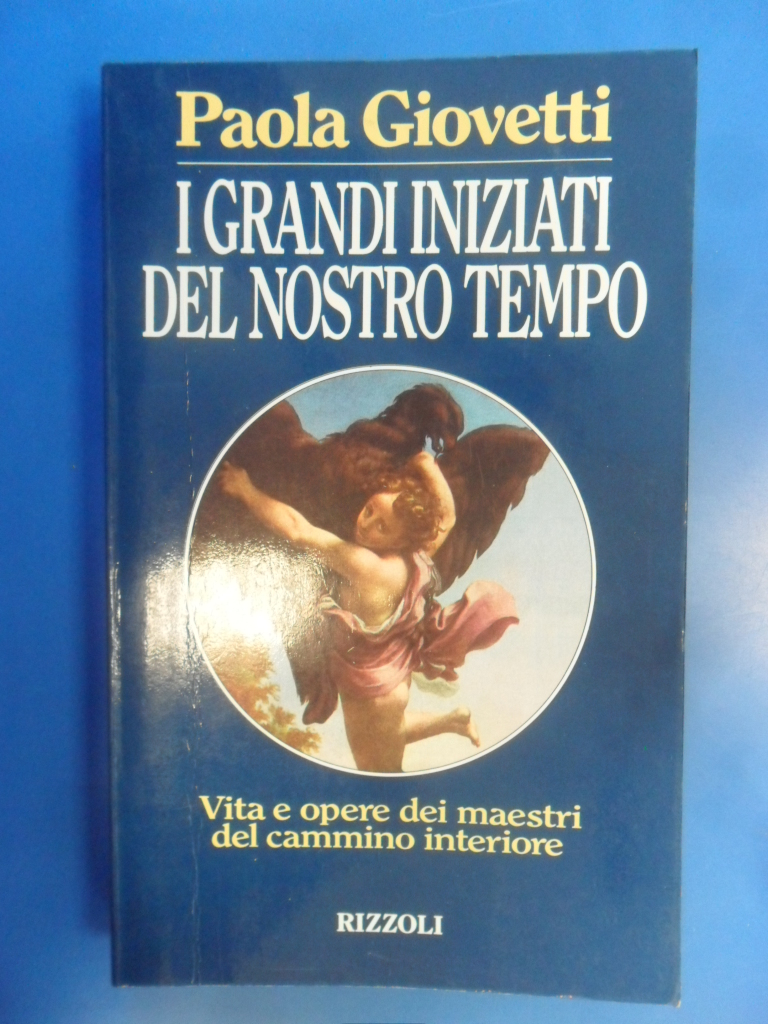 Paola Giovetti
I GRANDI INIZIATI
DEL NOSTRO TEMPO
Vita e opere dei maestri
del cammino interiore
RIZZOLI